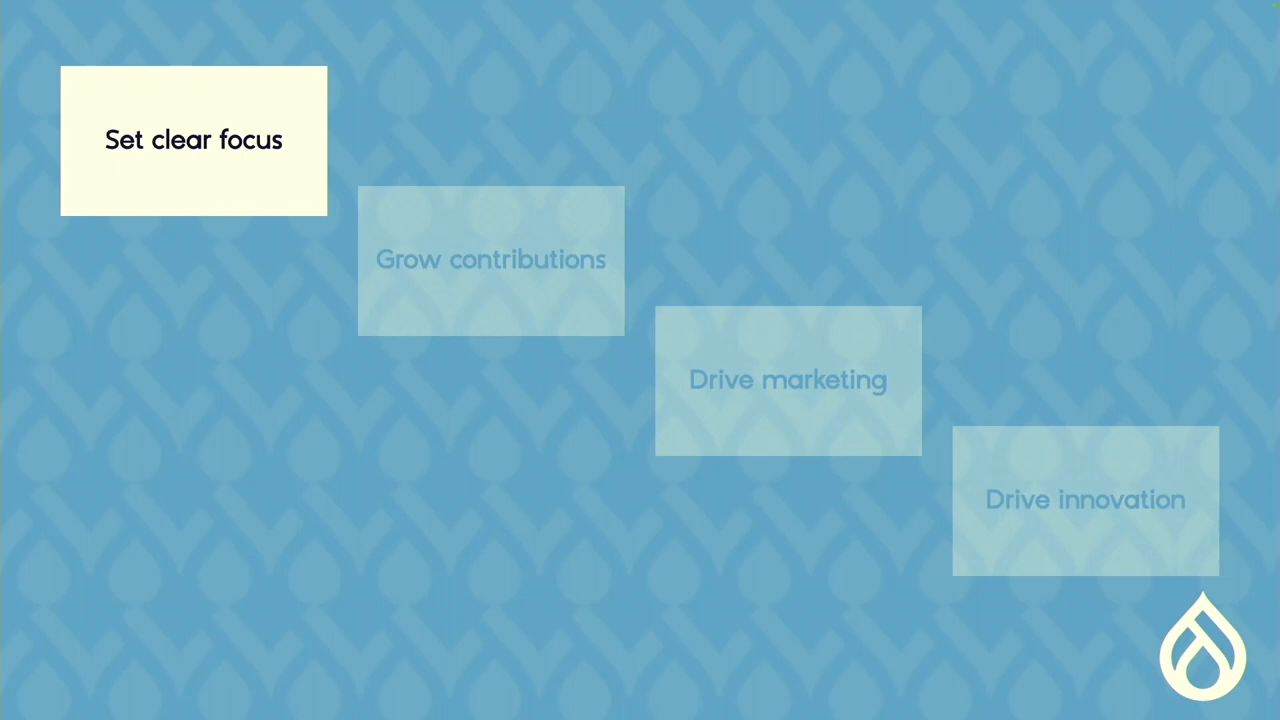 Set clear focus
Grow contributions
Drive marketing
Drive innovation